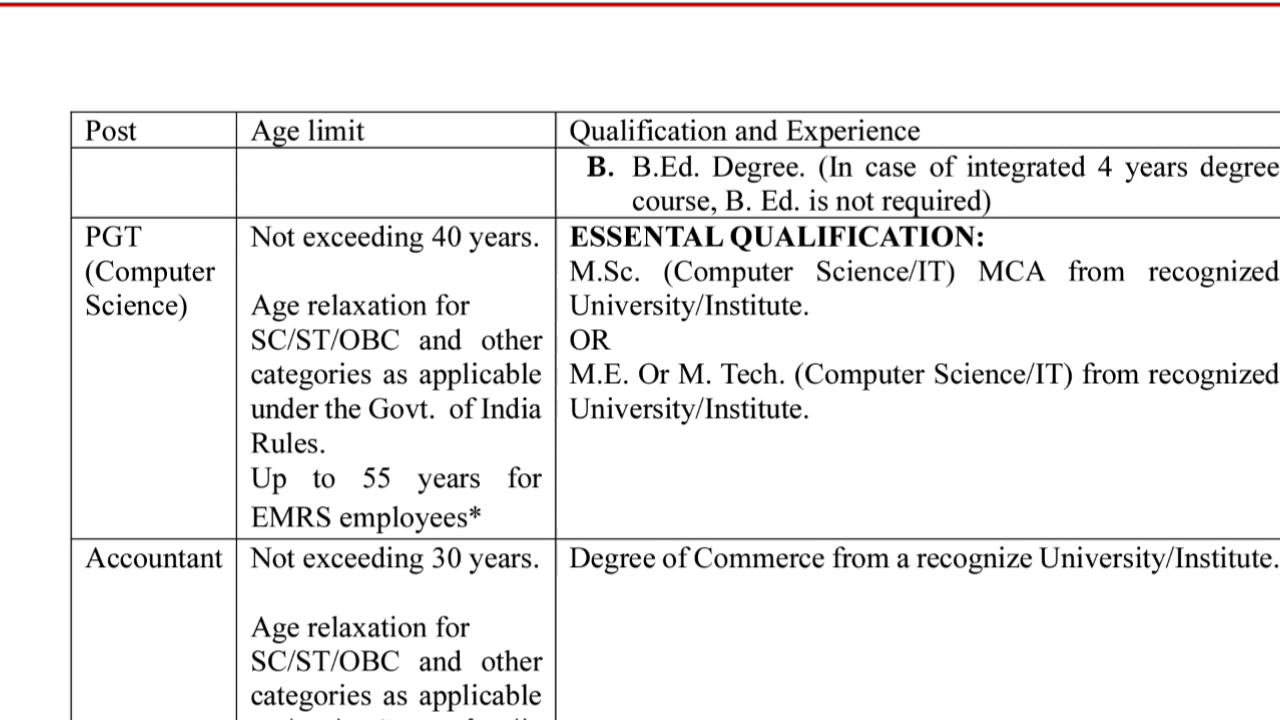 Post Age limit Qualification and Experience
B. B.Ed. Degree. (In case of integrated 4 years degree
course, B. Ed. is not required)
PGT
(Computer
Science)
Not exceeding 40 years.
Age relaxation for
SC/ST/OBC and other
categories as applicable
under the Govt. of India
Rules.
Up to 55 years for
EMRS employees*
ESSENTAL QUALIFICATION:
M.Sc. (Computer Science/IT) MCA from recognized
University/Institute.
OR
M.E. Or M. Tech. (Computer Science/IT) from recognized
University/Institute.
Accountant
Not exceeding 30 years.
Age relaxation for
SC/ST/OBC and other
categories as applicable
Degree of Commerce from a recognize University/Institute.